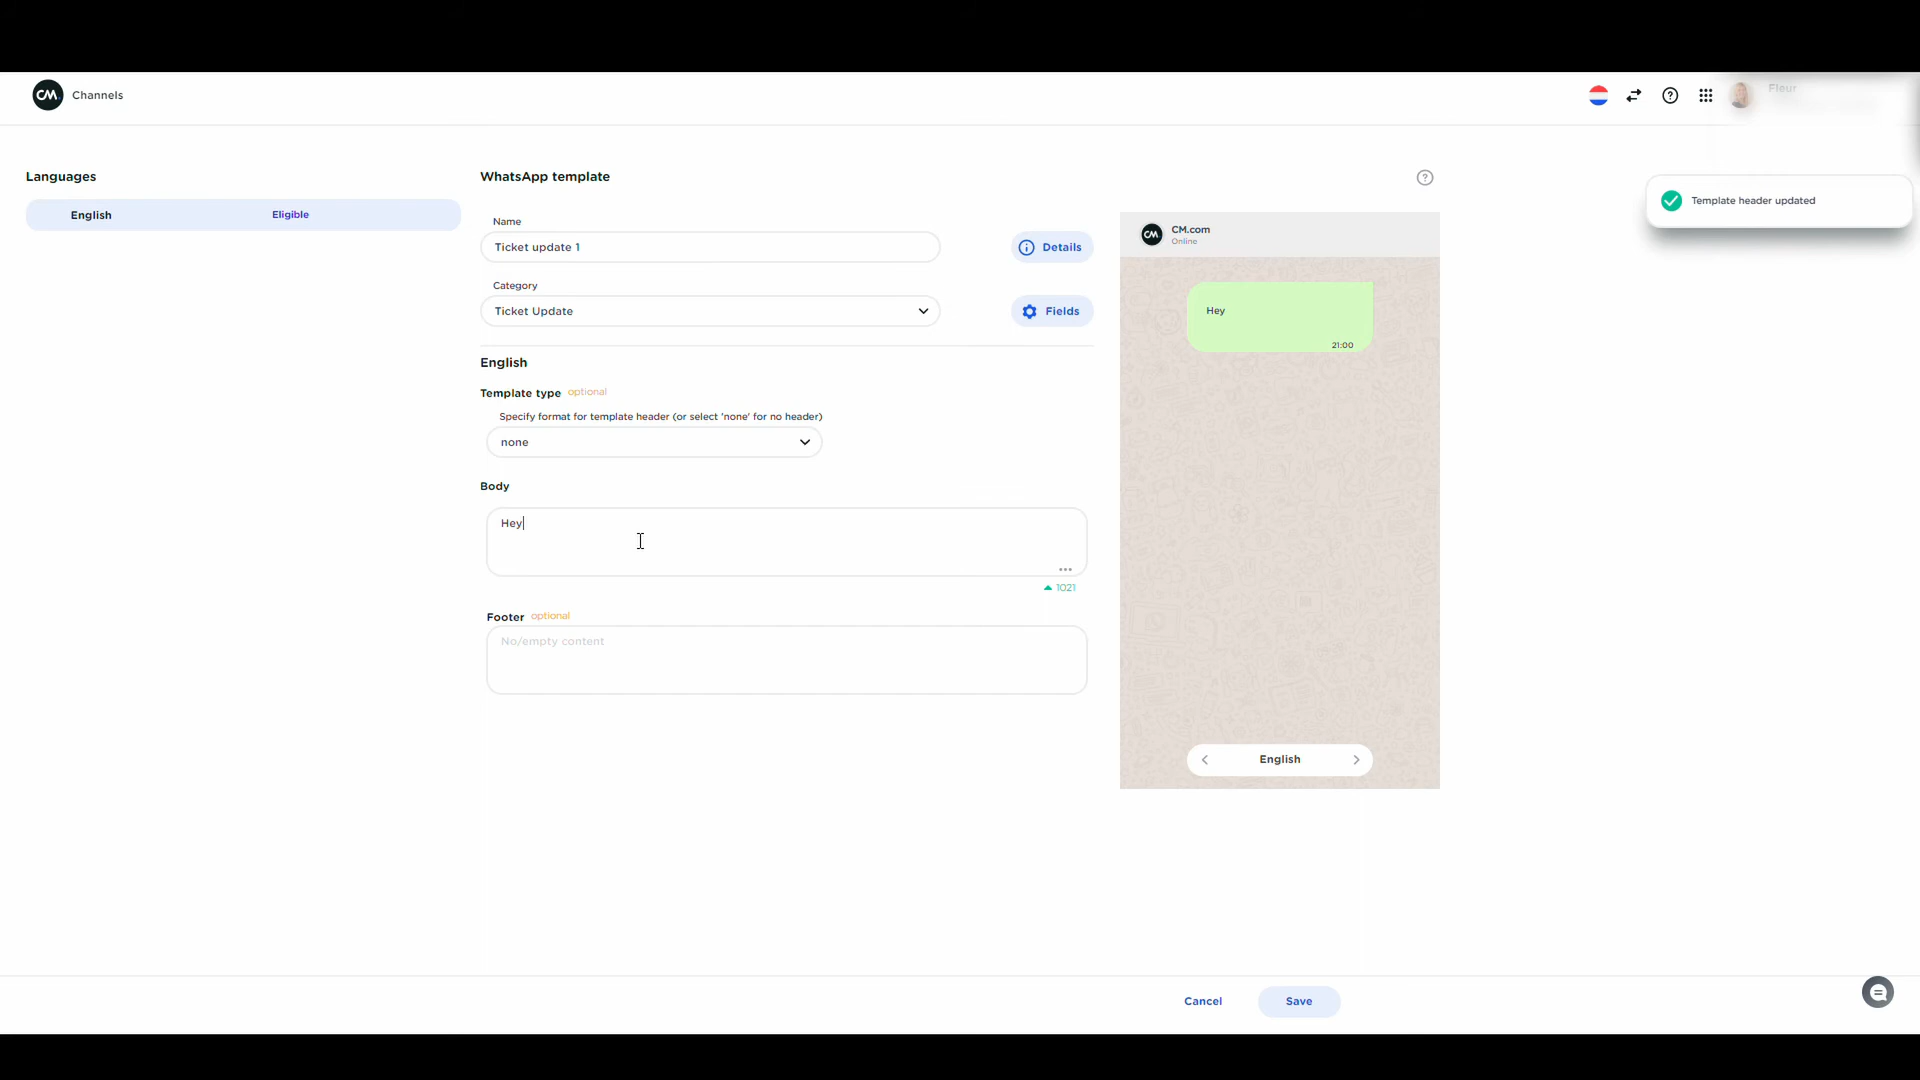 CM Channels
Fleur
Languages
English Eligible
WhatsApp template
Name
Ticket update 1
Details
Category
Ticket Update
Fields
English
Template type optional
Specify format for template header (or select 'none' for no header)
none
Body
Hey
1021
Footer optional
No/empty content
CM CM.com
Online
Hey
21:00
English
Template header updated
Cancel
Save